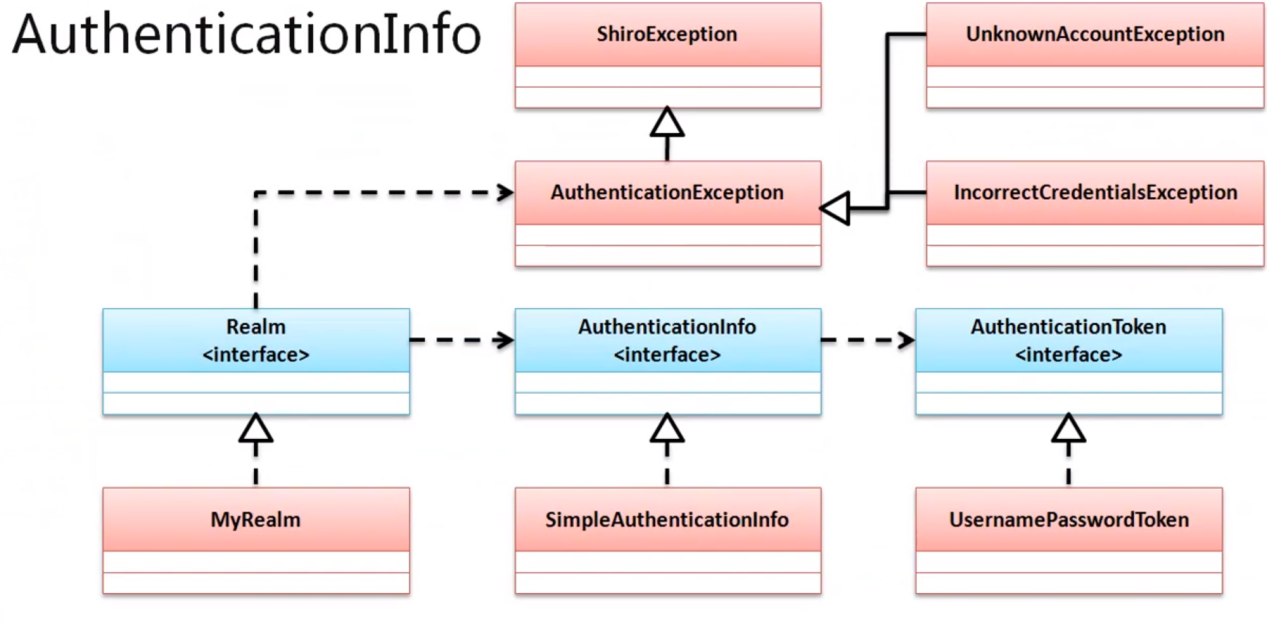 AuthenticationInfo
ShiroException
UnknownAccountException
AuthenticationException
IncorrectCredentialsException
Realm
<interface>
AuthenticationInfo
<interface>
AuthenticationToken
<interface>
MyRealm
SimpleAuthenticationInfo
UsernamePasswordToken